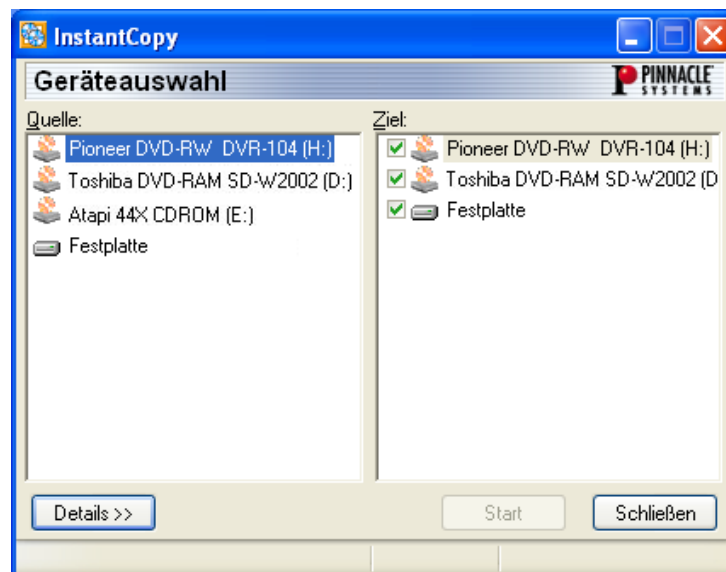 InstantCopy
Geräteauswahl
PINNACLE
SYSTEMS
Quelle:
Pioneer DVD-RW DVR-104 (H:)
Toshiba DVD-RAM SD-W2002 (D:)
Atapi 44X CDROM (E:)
Festplatte
Ziel:
Pioneer DVD-RW DVR-104 (H:)
Toshiba DVD-RAM SD-W2002 (D
Festplatte
Details >>
Start
Schließen